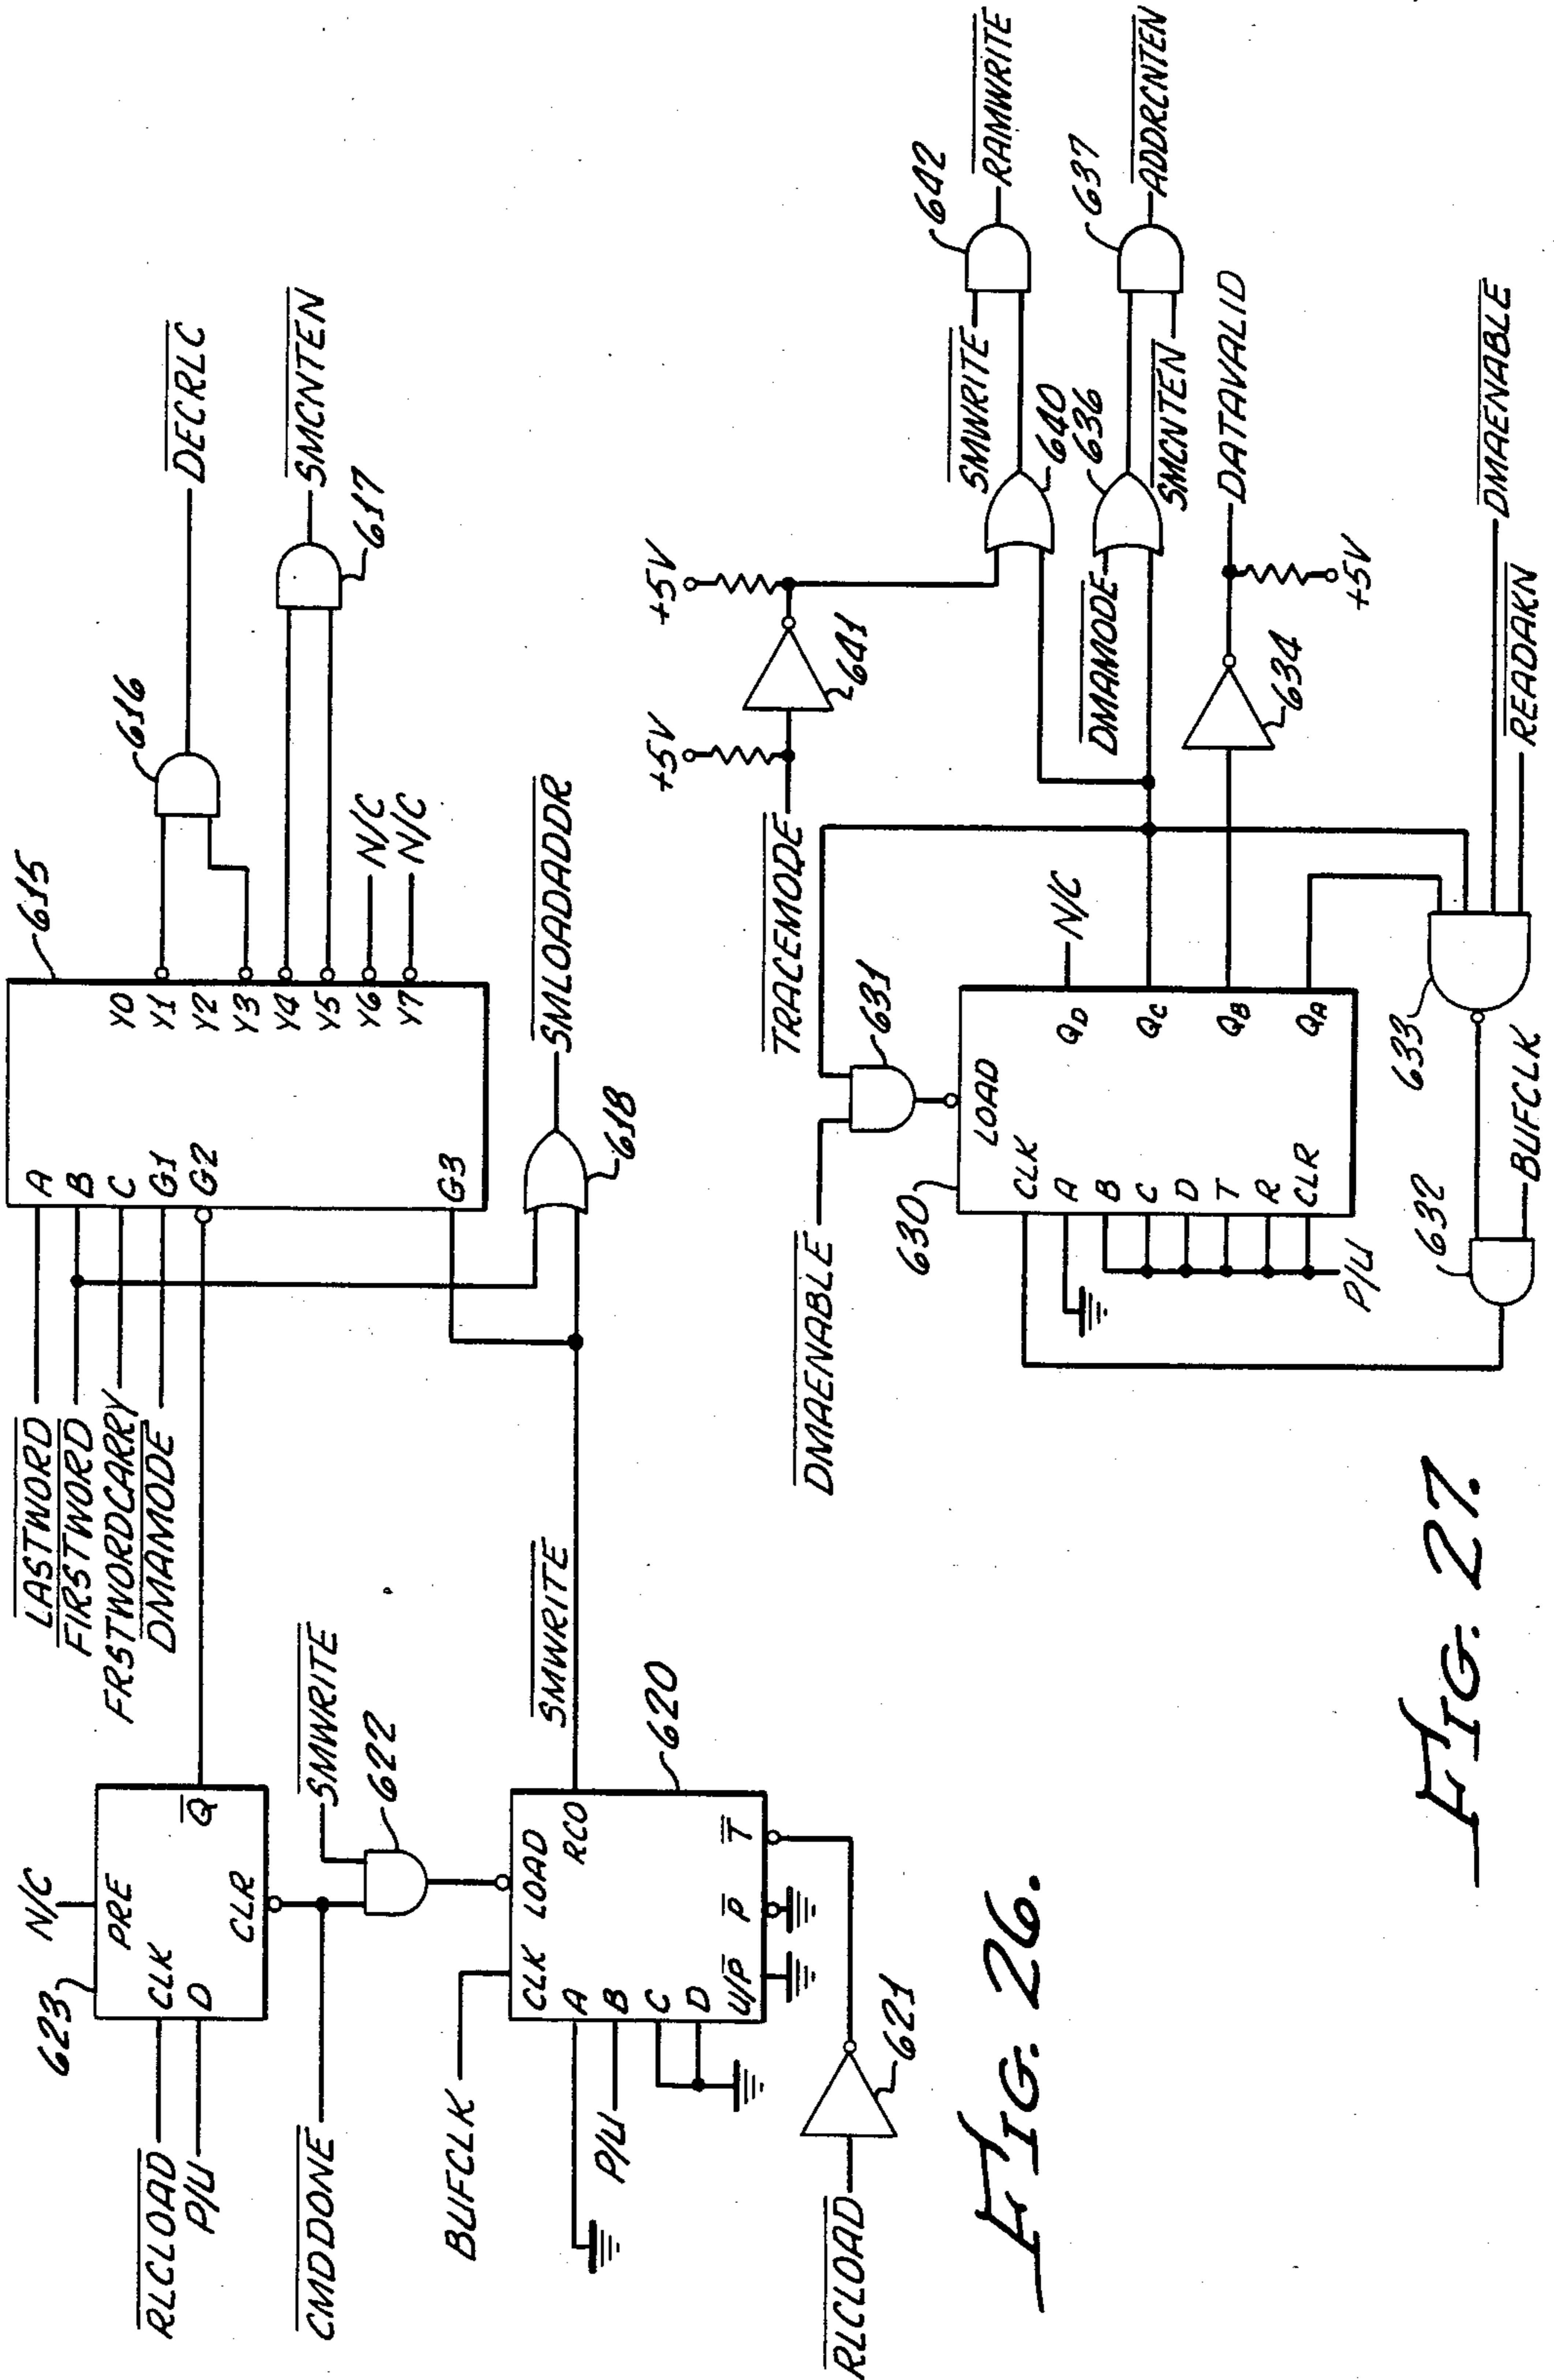 623
N/C
RLCLOAD
P/U
CLK
D
PRE
CLR
Q
CMDDONE
SMWRITE
622
BUFCLK
CLK
LOAD
RCO
A
B
C
D
U/P
P
T
P/U
620
RLCLOAD
621
SMWRITE
LASTWORD
FIRSTWORD
FRSTWORDCARRY
DMAMODE
615
A
B
C
G1
G2
G3
Y0
Y1
Y2
Y3
Y4
Y5
Y6
Y7
616
DECRLC
617
SMCNTEN
N/C
N/C
618
SMLOADADDR
FIG. 26.
TRACEMODE
+5V
641
+5V
640
SMWRITE
642
RAMWRITE
DMAMODE
636
SMCNTEN
637
ADDRCNTEN
DMAENABLE
631
630
LOAD
CLK
A
B
C
D
T
R
CLR
P/U
QD
QC
QB
QA
N/C
634
DATAVALID
+5V
633
632
BUFCLK
DMAENABLE
READAKN
FIG. 27.